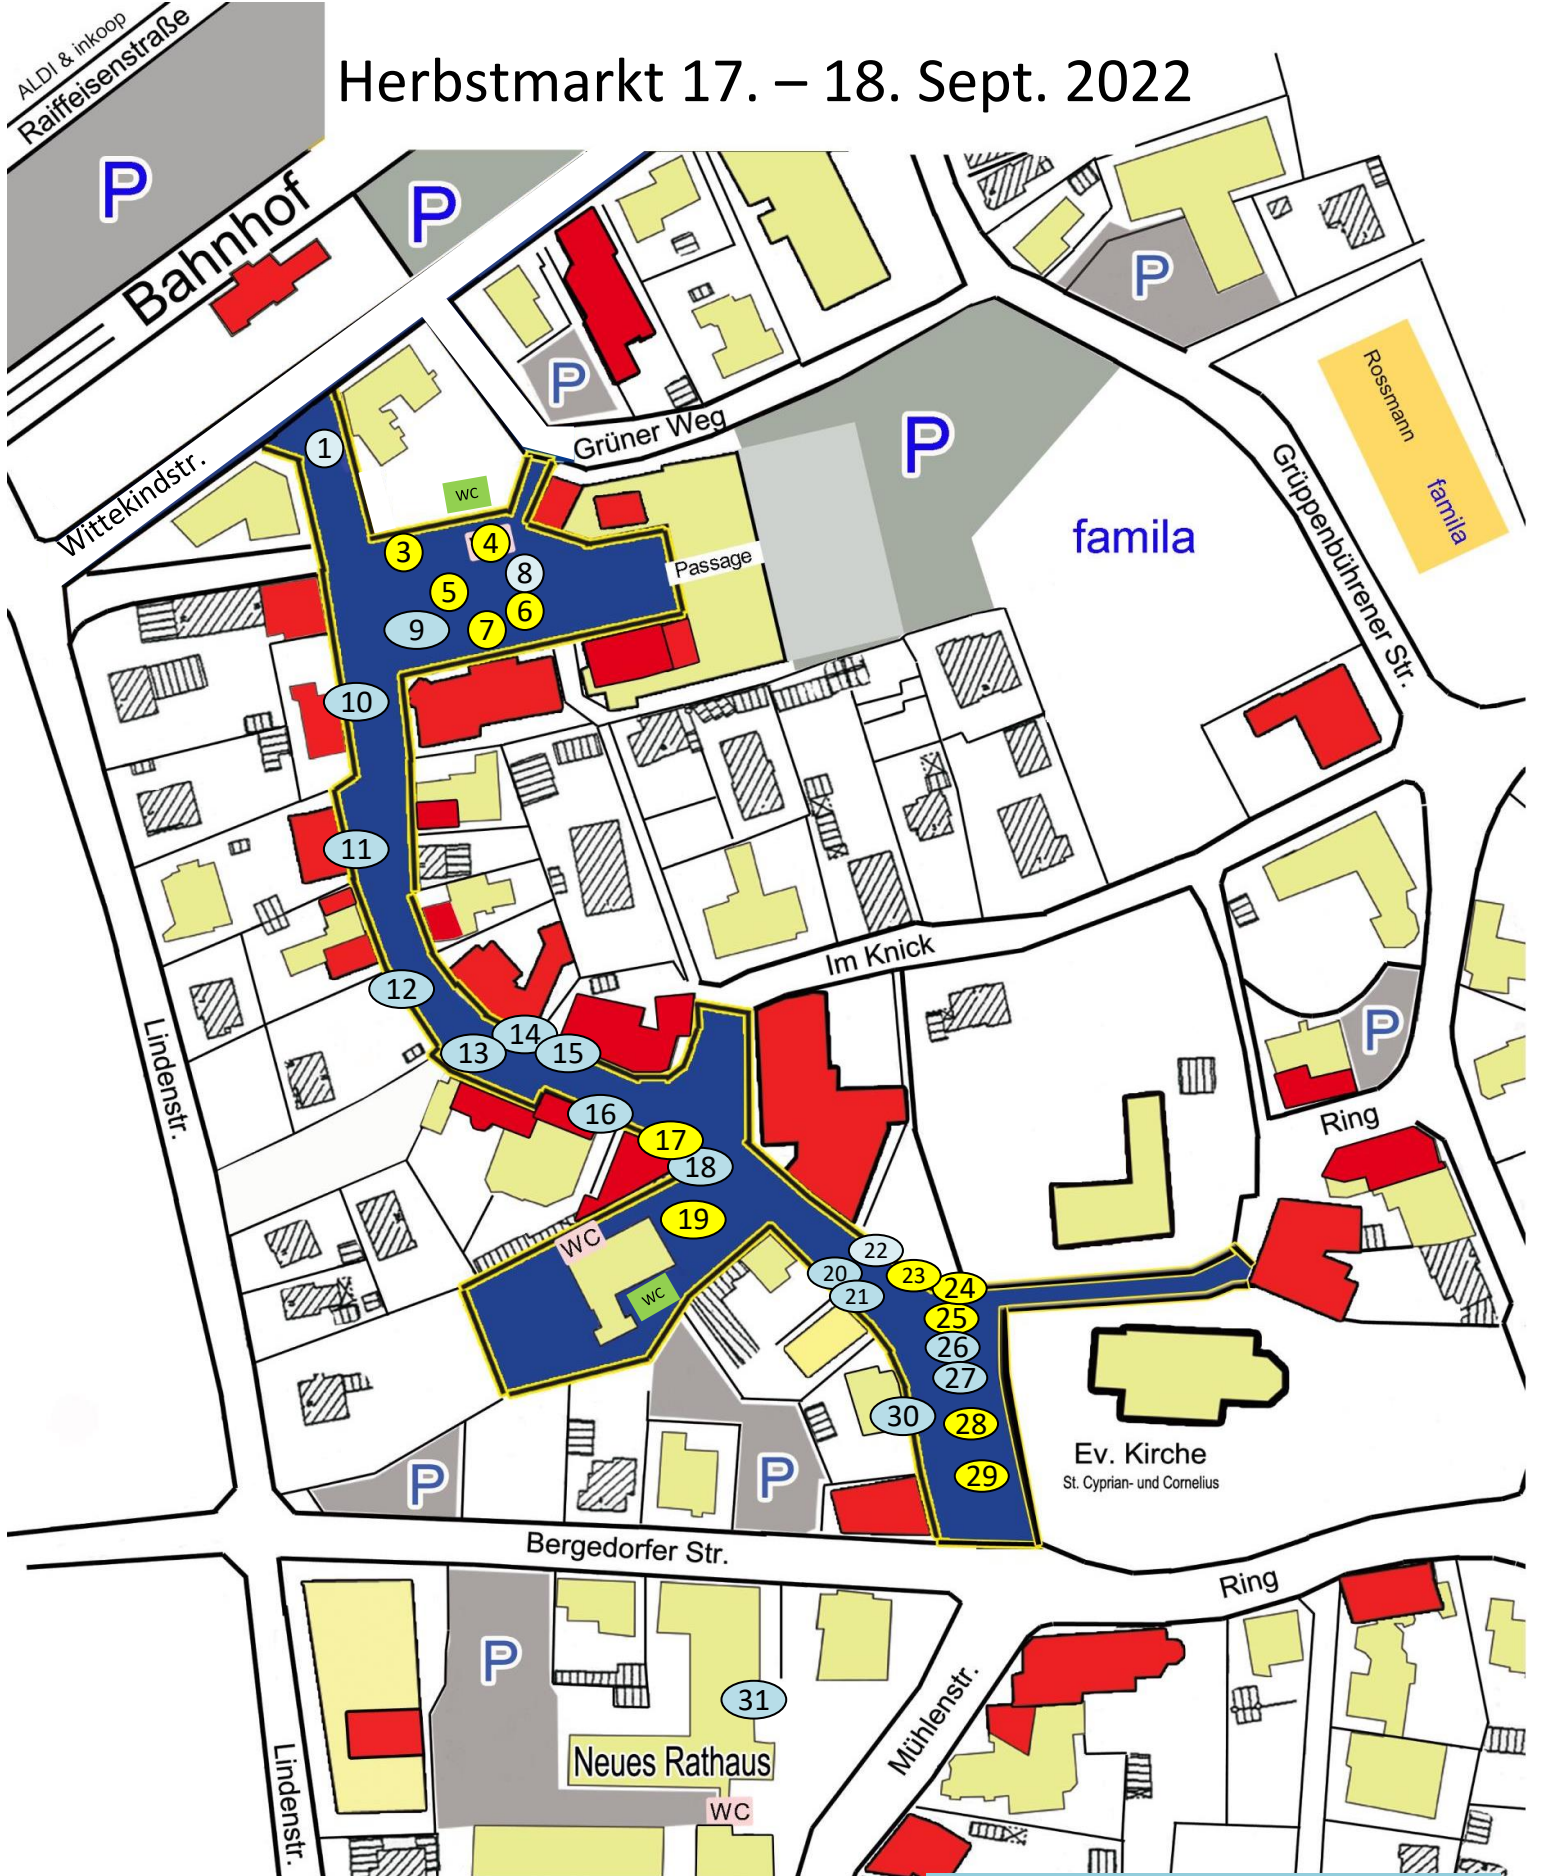 Herbstmarkt 17. – 18. Sept. 2022
ALDI & inkoop
Raiffeisenstraße
P
P
Bahnhof
P
P
P
Rossmann
famila
famila
Grüner Weg
Grüppenbührener Str.
Wittekindstr.
1
WC
3
4
Passage
8
5
6
9
7
10
11
Im Knick
12
Lindenstr.
14
13
15
P
Ring
16
17
18
19
WC
WC
22
20
23
21
24
25
26
27
30
28
29
Ev. Kirche
St. Cyprian- und Cornelius
P
P
Bergedorfer Str.
Ring
P
31
Mühlenstr.
Neues Rathaus
WC
Lindenstr.